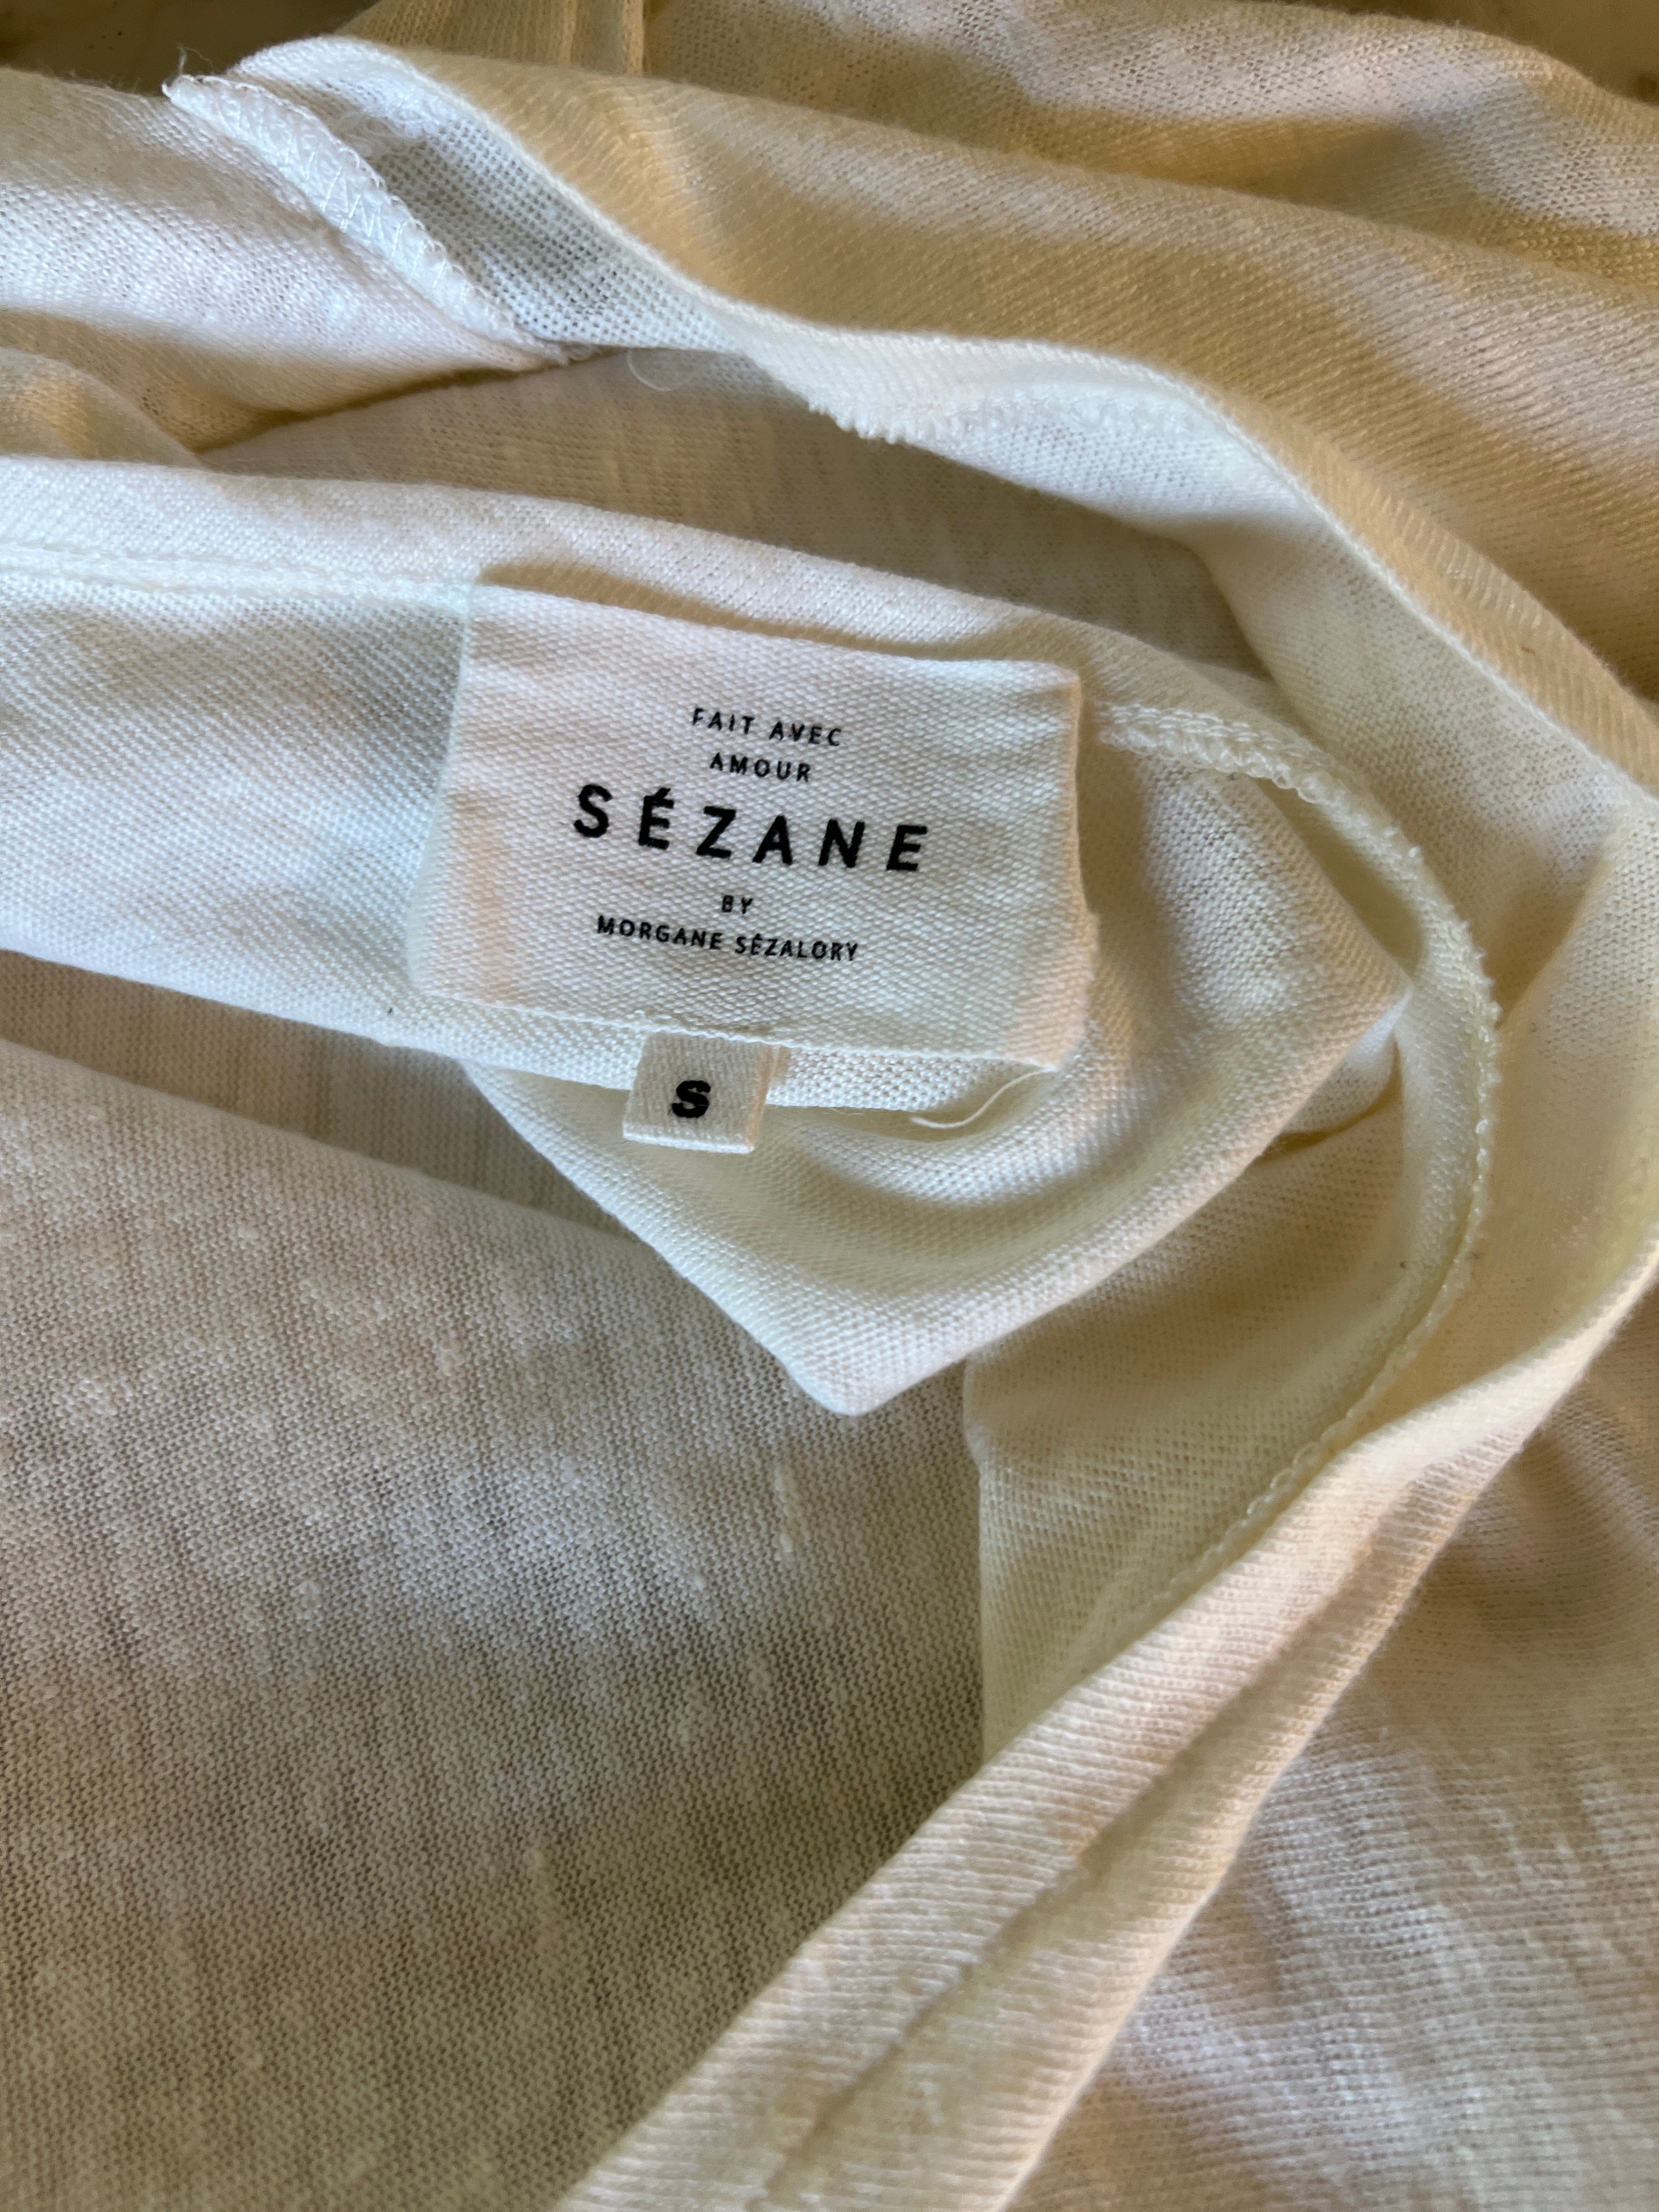 FAIT AVEC
AMOUR
SÉZANE
BY
MORGANE SÉZALORY
S